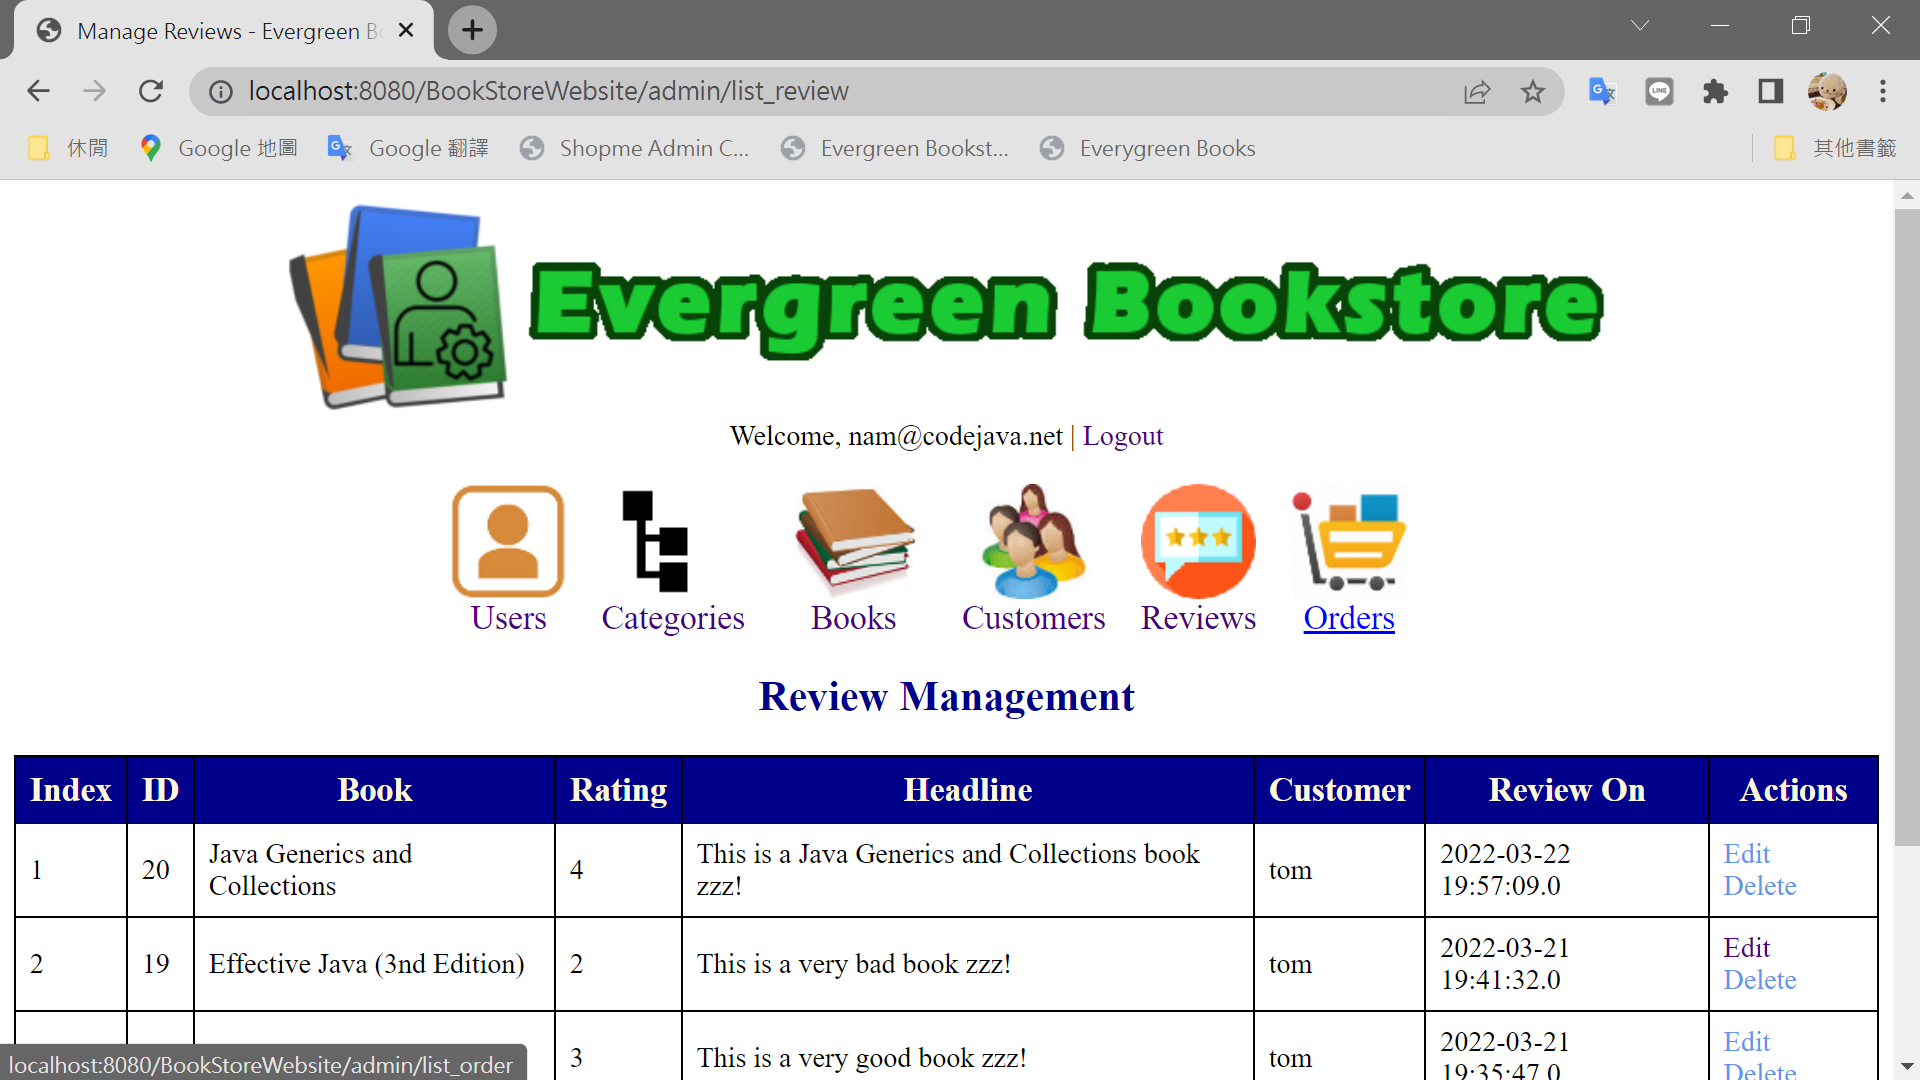 Manage Reviews - Evergreen B
localhost:8080/BookStoreWebsite/admin/list_review
LINE
休閒
Google 地圖
Google 翻譯
Shopme Admin C...
Evergreen Bookst...
Everygreen Books
其他書籤
Evergreen Bookstore
Welcome, nam@codejava.net | Logout
Users
Categories
Books
Customers
Reviews
Orders
Review Management
Index ID Book Rating Headline Customer Review On Actions
1 20 Java Generics and Collections 4 This is a Java Generics and Collections book zzz! tom 2022-03-22 19:57:09.0 Edit Delete
2 19 Effective Java (3nd Edition) 2 This is a very bad book zzz! tom 2022-03-21 19:41:32.0 Edit Delete
3 This is a very good book zzz! tom 2022-03-21 19:35:47.0 Edit Delete
localhost:8080/BookStoreWebsite/admin/list_order